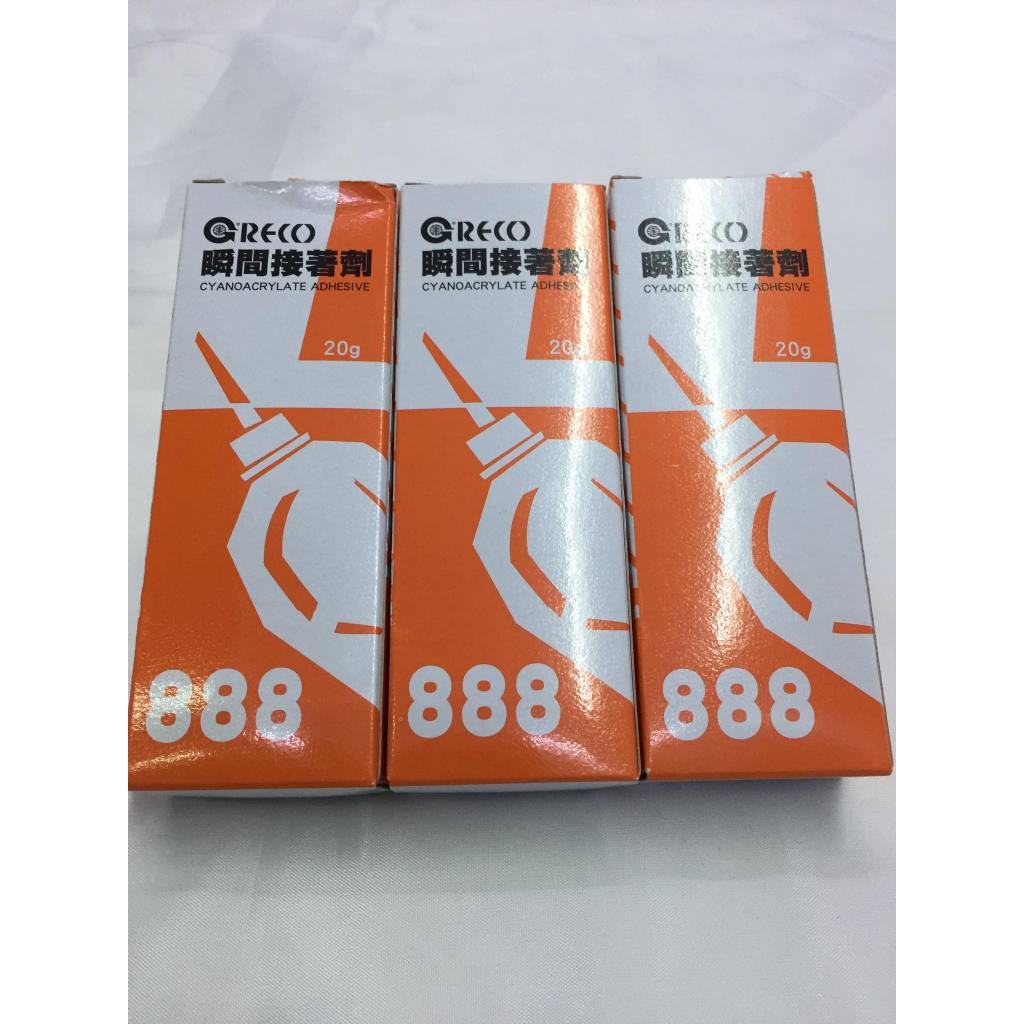 GRECO
瞬間接著劑
CYANOACRYLATE ADHESIVE
20g
888
GRECO
瞬間接著劑
CYANOACRYLATE ADHESIVE
20g
888
GRECO
瞬間接著劑
CYANOACRYLATE ADHESIVE
20g
888